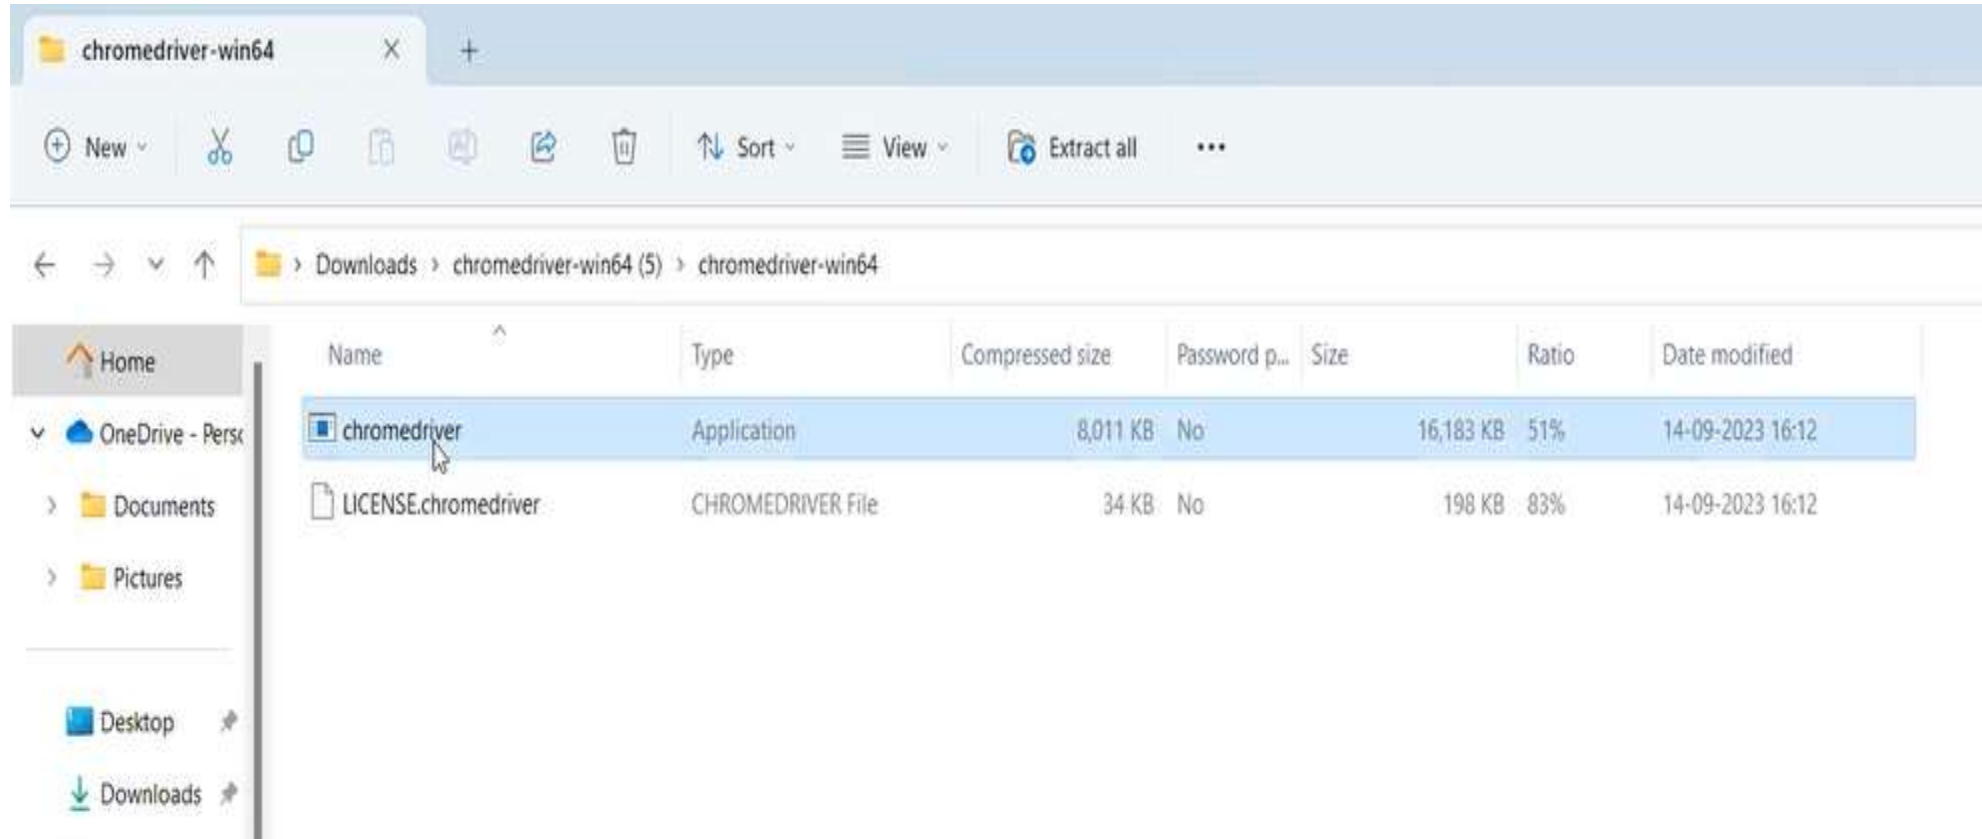 chromedriver-win64
New Sort View Extract all
Downloads > chromedriver-win64 (5) > chromedriver-win64
Home
OneDrive - Pers
Documents
Pictures
Desktop
Downloads
Name Type Compressed size Password p... Size Ratio Date modified
chromedriver Application 8,011 KB No 16,183 KB 51% 14-09-2023 16:12
LICENSE.chromedriver CHROMEDRIVER File 34 KB No 198 KB 83% 14-09-2023 16:12